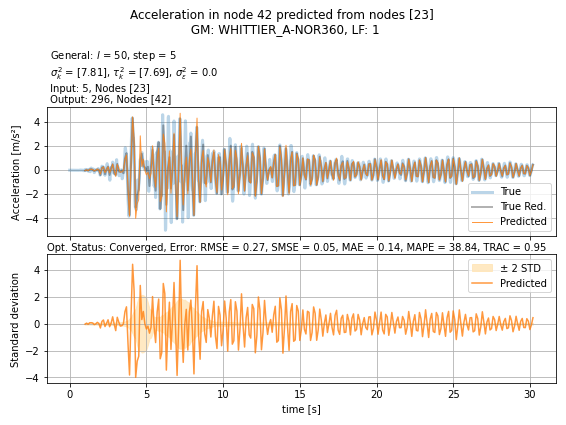 Acceleration in node 42 predicted from nodes [23]
GM: WHITTIER_A-NOR360, LF: 1
General: l = 50, step = 5
σ²ₖ = [7.81], τ²ₖ = [7.69], σ²ε = 0.0
Input: 5, Nodes [23]
Output: 296, Nodes [42]
Acceleration [m/s²]
4
2
0
−2
−4
True
True Red.
Predicted
Opt. Status: Converged, Error: RMSE = 0.27, SMSE = 0.05, MAE = 0.14, MAPE = 38.84, TRAC = 0.95
Standard deviation
4
2
0
−2
−4
± 2 STD
Predicted
0 5 10 15 20 25 30
time [s]